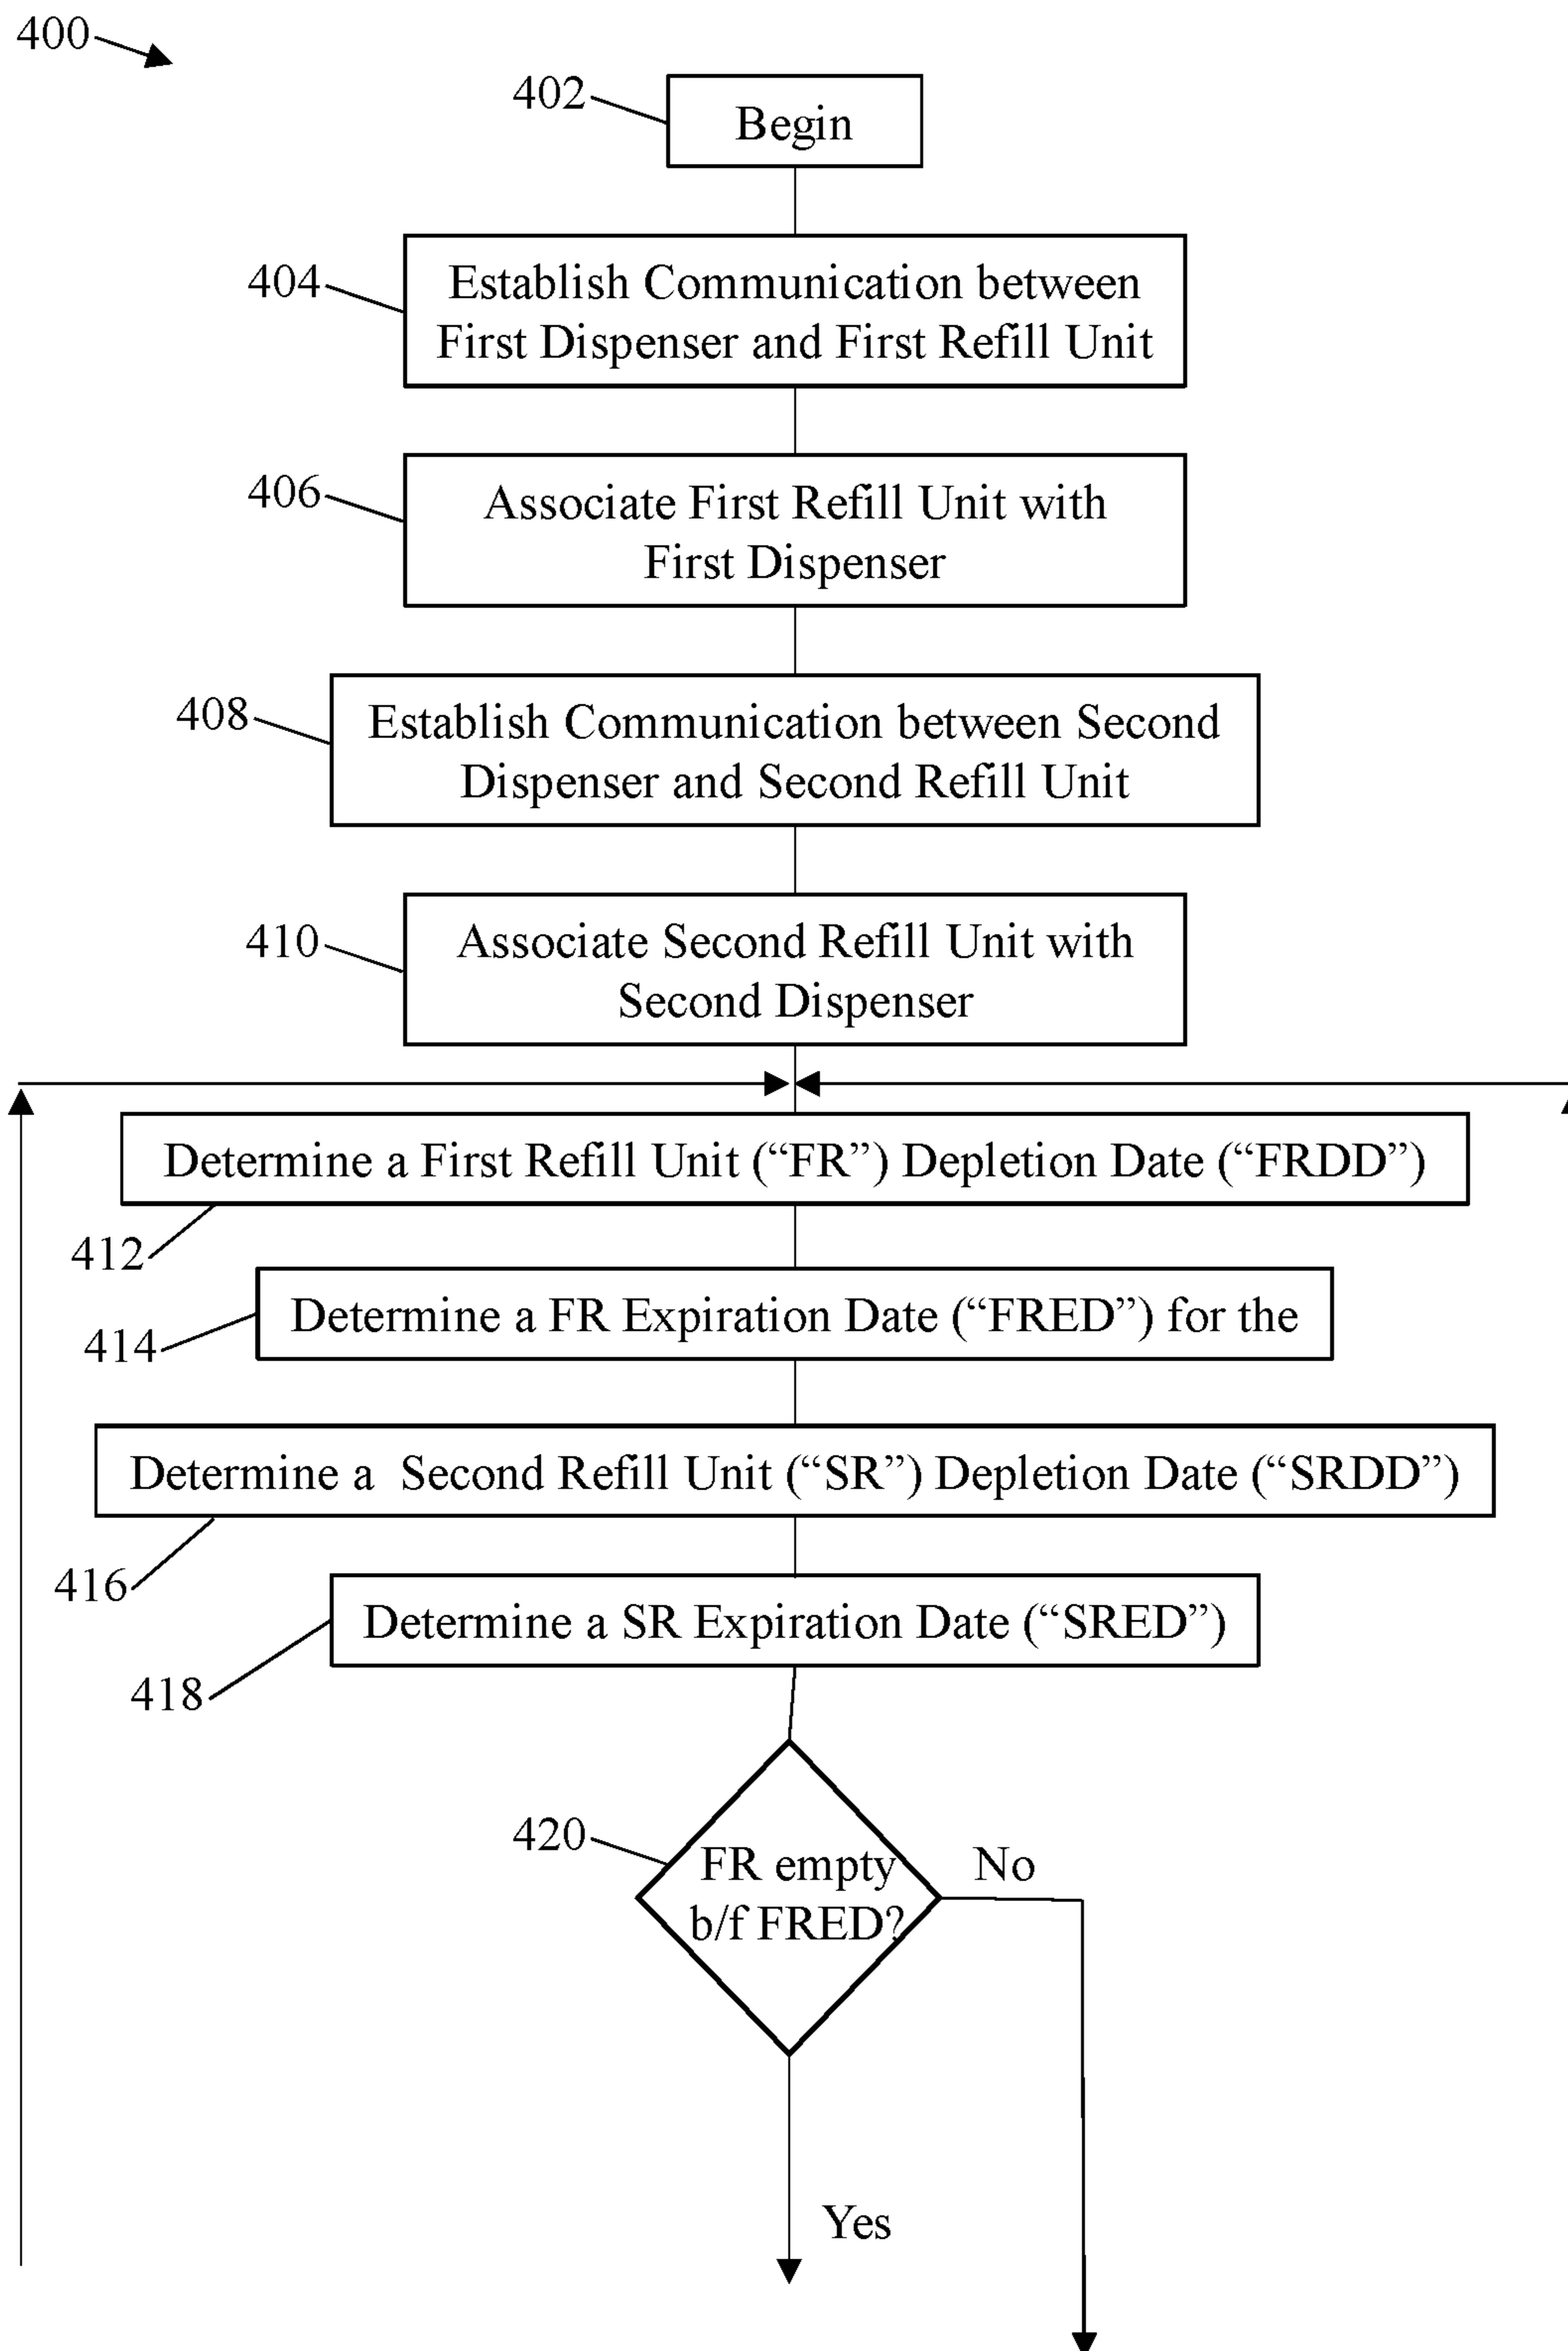 400
402
Begin
404
Establish Communication between
First Dispenser and First Refill Unit
406
Associate First Refill Unit with
First Dispenser
408
Establish Communication between Second
Dispenser and Second Refill Unit
410
Associate Second Refill Unit with
Second Dispenser
Determine a First Refill Unit (“FR”) Depletion Date (“FRDD”)
412
Determine a FR Expiration Date (“FRED”) for the
414
Determine a  Second Refill Unit (“SR”) Depletion Date (“SRDD”)
416
Determine a SR Expiration Date (“SRED”)
418
420
FR empty
b/f FRED?
No
Yes